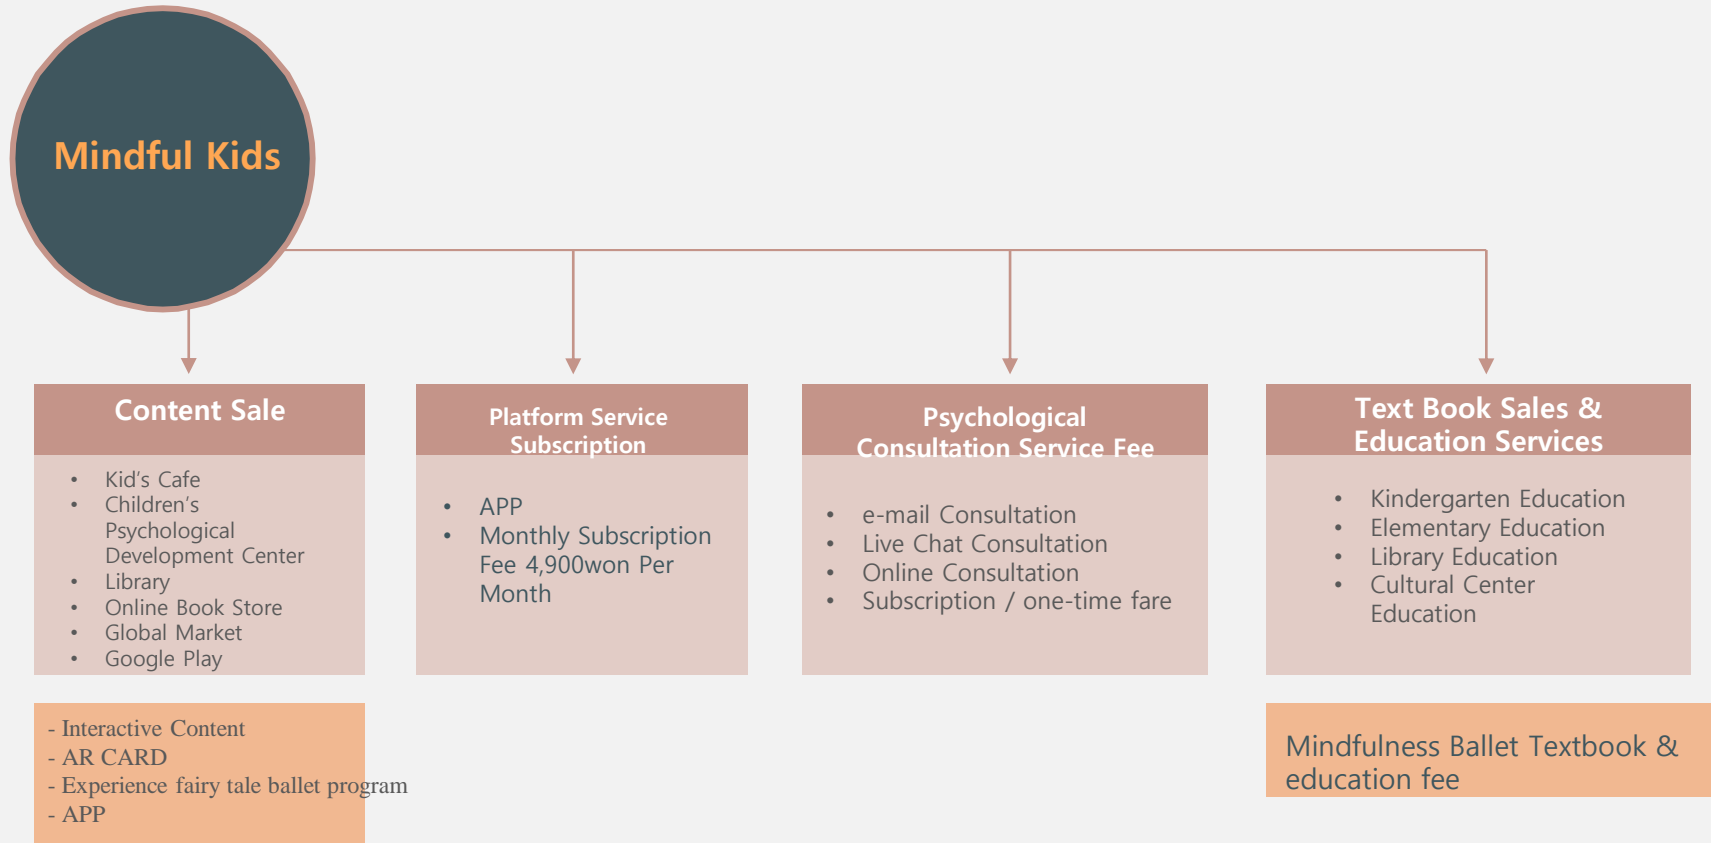 Mindful Kids
Content Sale
• Kid's Cafe
• Children's
Psychological
Development Center
• Library
• Online Book Store
• Global Market
• Google Play
- Interactive Content
- AR CARD
- Experience fairy tale ballet program
- APP
Platform Service
Subscription
• APP
• Monthly Subscription
Fee 4,900won Per
Month
Psychological
Consultation Service Fee
• e-mail Consultation
• Live Chat Consultation
• Online Consultation
• Subscription / one-time fare
Text Book Sales &
Education Services
• Kindergarten Education
• Elementary Education
• Library Education
• Cultural Center
Education
Mindfulness Ballet Textbook &
education fee